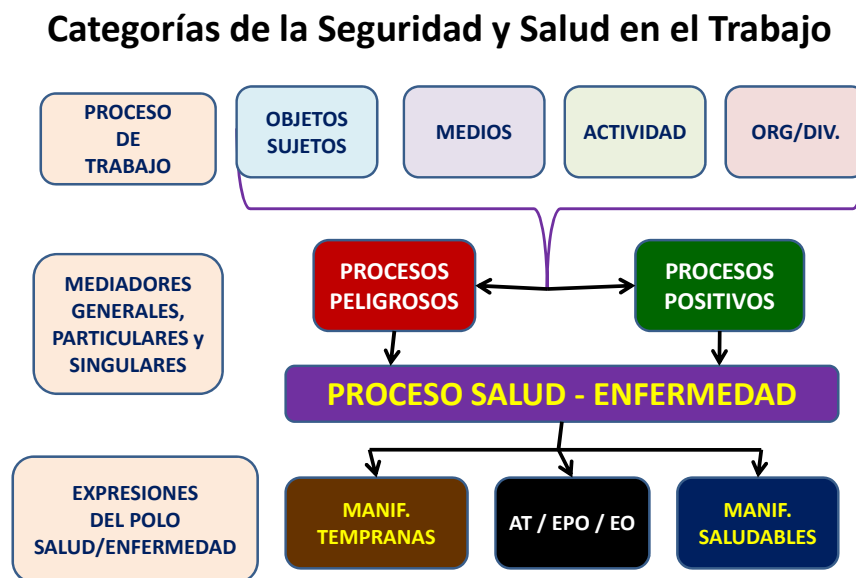 Categorías de la Seguridad y Salud en el Trabajo
PROCESO
DE
TRABAJO
OBJETOS
SUJETOS
MEDIOS
ACTIVIDAD
ORG/DIV.
MEDIADORES
GENERALES,
PARTICULARES y
SINGULARES
PROCESOS
PELIGROSOS
PROCESOS
POSITIVOS
PROCESO SALUD - ENFERMEDAD
EXPRESIONES
DEL POLO
SALUD/ENFERMEDAD
MANIF.
TEMPRANAS
AT / EPO / EO
MANIF.
SALUDABLES